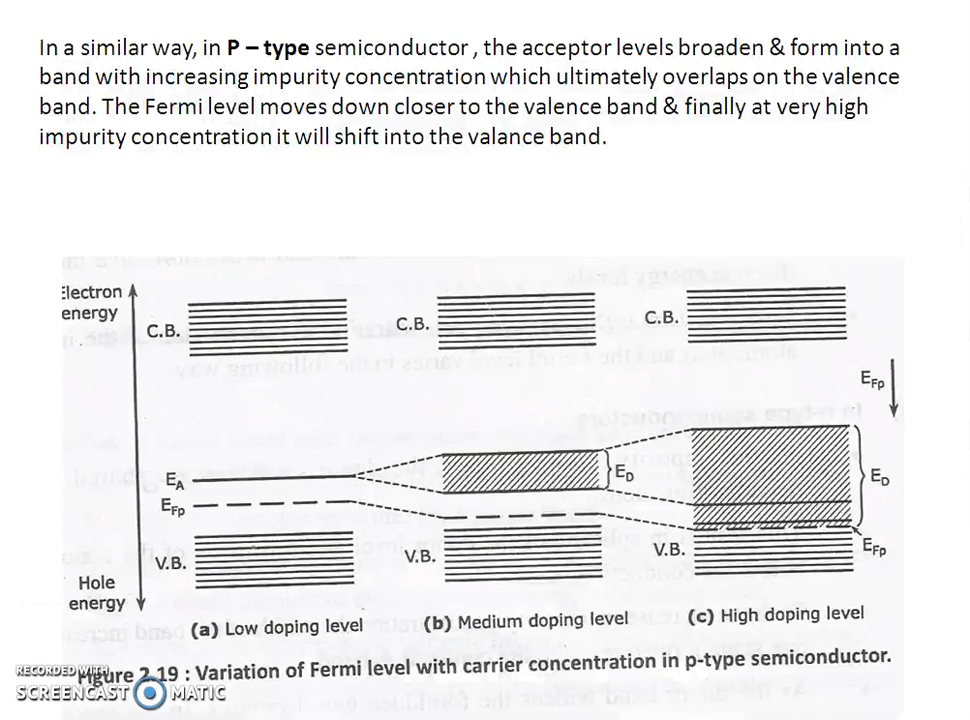 In a similar way, in P – type semiconductor , the acceptor levels broaden & form into a
band with increasing impurity concentration which ultimately overlaps on the valence
band. The Fermi level moves down closer to the valence band & finally at very high
impurity concentration it will shift into the valance band.
Electron
energy
C.B.
C.B.
C.B.
EFp
EA
EFp
ED
ED
V.B.
V.B.
V.B.
EFp
Hole
energy
(a) Low doping level
(b) Medium doping level
(c) High doping level
Figure 2.19 : Variation of Fermi level with carrier concentration in p-type semiconductor.
RECORDED WITH
SCREENCAST MATIC